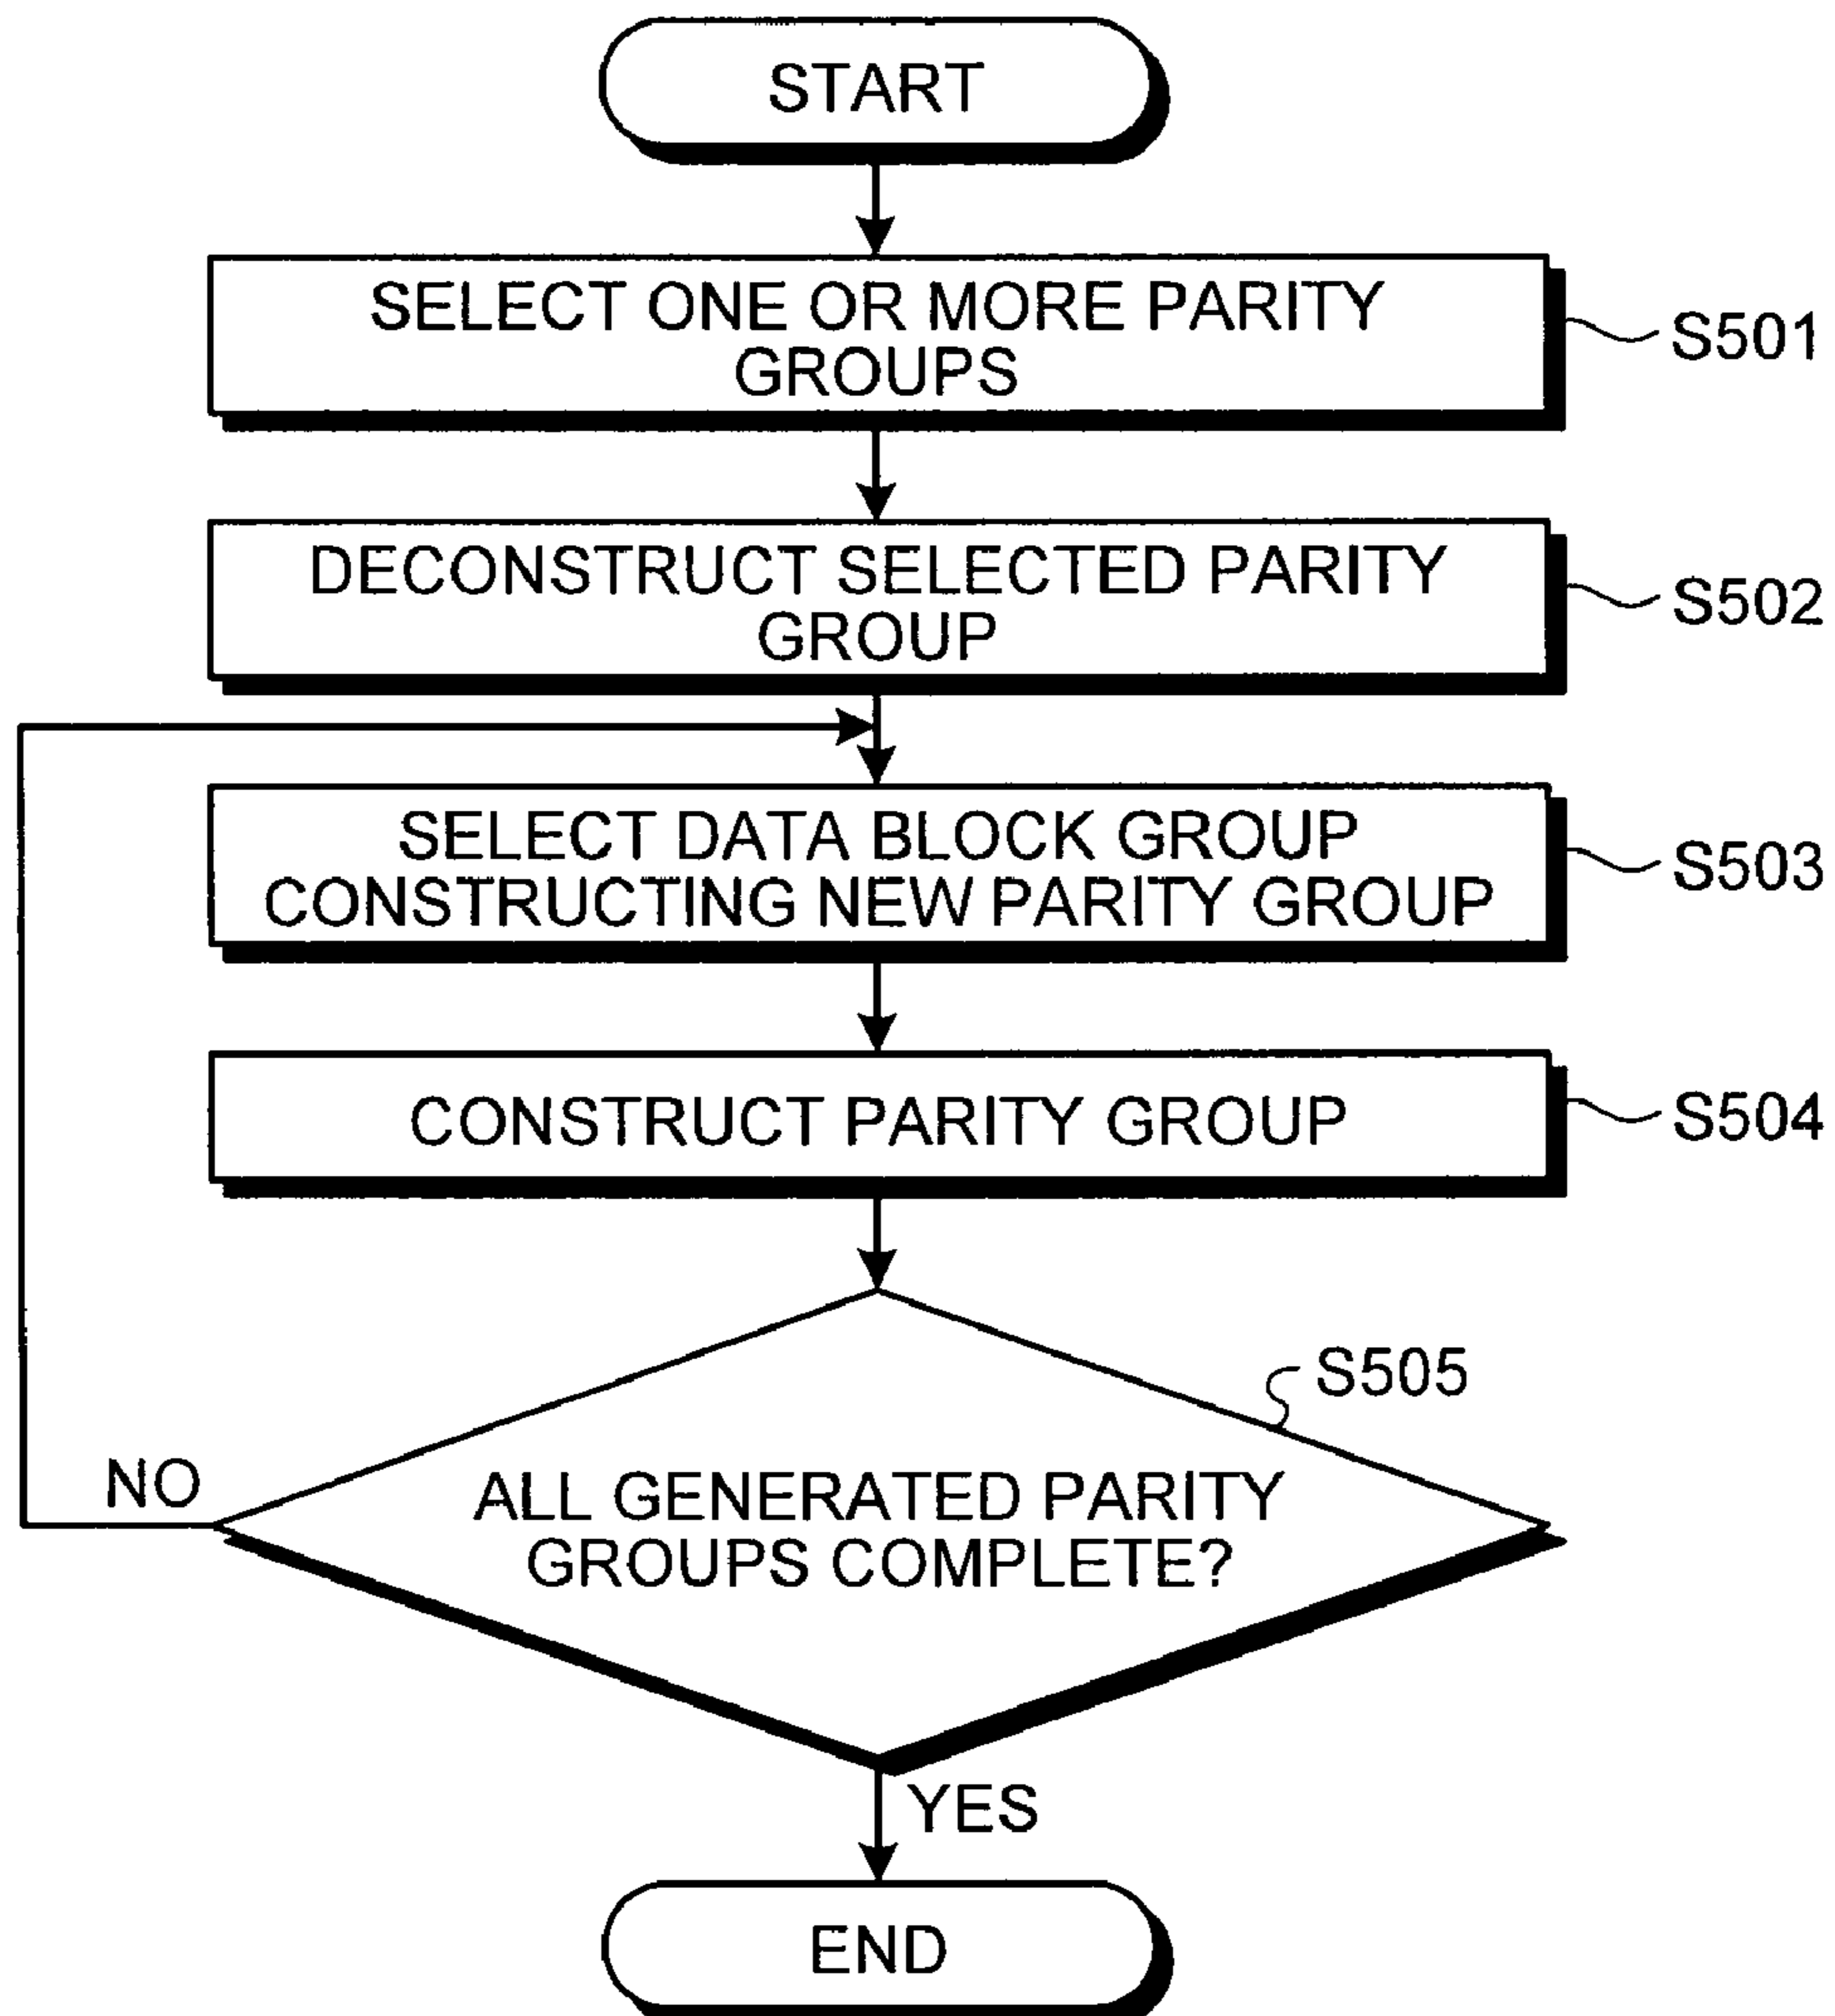 START
SELECT ONE OR MORE PARITY
GROUPS
S501
DECONSTRUCT SELECTED PARITY
GROUP
S502
SELECT DATA BLOCK GROUP
CONSTRUCTING NEW PARITY GROUP
S503
CONSTRUCT PARITY GROUP
S504
S505
NO
ALL GENERATED PARITY
GROUPS COMPLETE?
YES
END